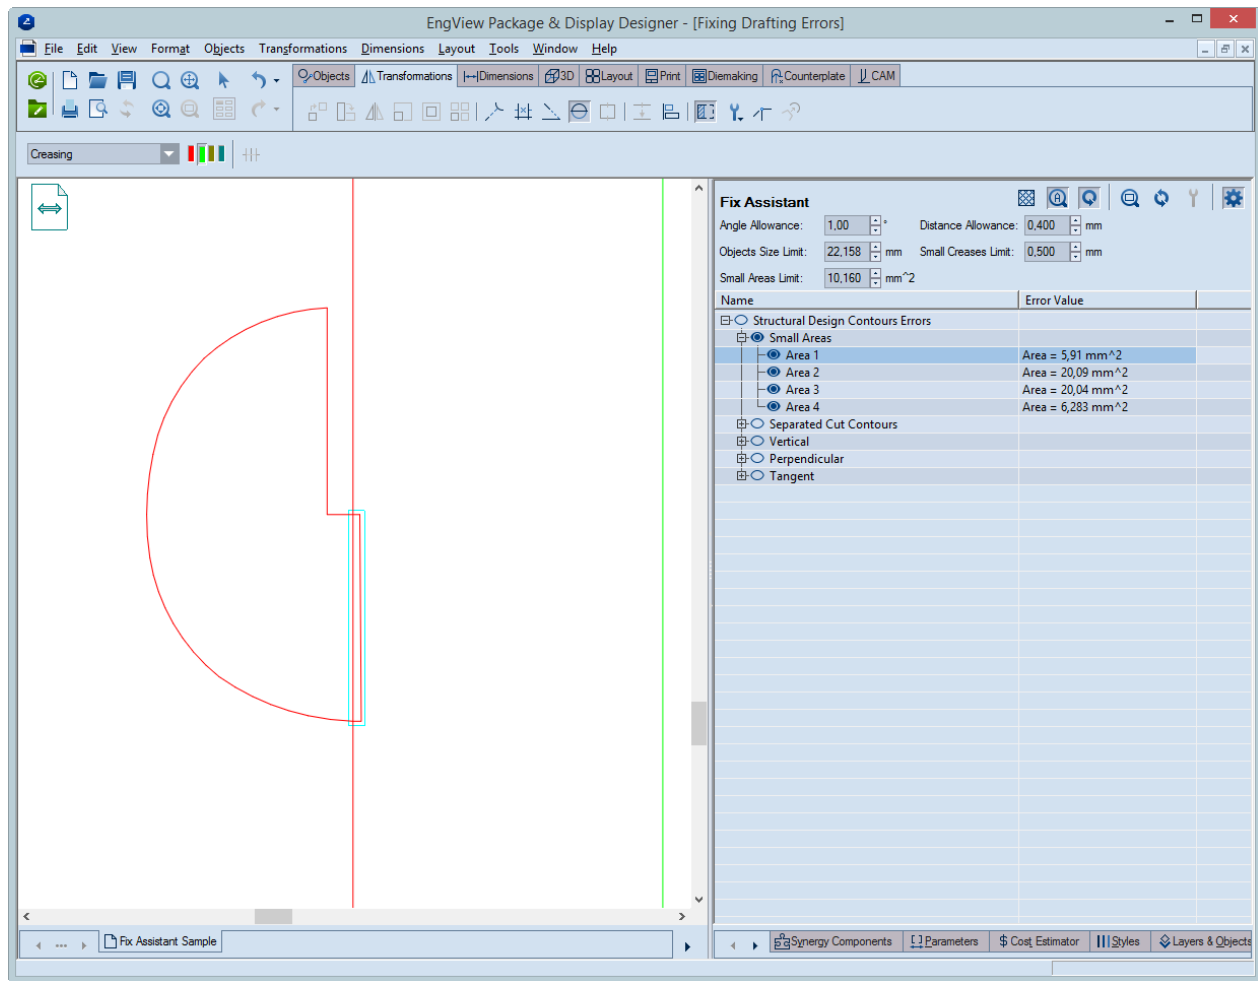 EngView Package & Display Designer - [Fixing Drafting Errors]
File Edit View Format Objects Transformations Dimensions Layout Tools Window Help
Objects Transformations Dimensions 3D Layout Print Diemaking Counterplate CAM
Creasing
Fix Assistant
Angle Allowance: 1,00 ° Distance Allowance: 0,400 mm
Objects Size Limit: 22,158 mm Small Creases Limit: 0,500 mm
Small Areas Limit: 10,160 mm^2
Name Error Value
Structural Design Contours Errors
Small Areas
Area 1 Area = 5,91 mm^2
Area 2 Area = 20,09 mm^2
Area 3 Area = 20,04 mm^2
Area 4 Area = 6,283 mm^2
Separated Cut Contours
Vertical
Perpendicular
Tangent
Fix Assistant Sample
Synergy Components Parameters $ Cost Estimator Styles Layers & Objects